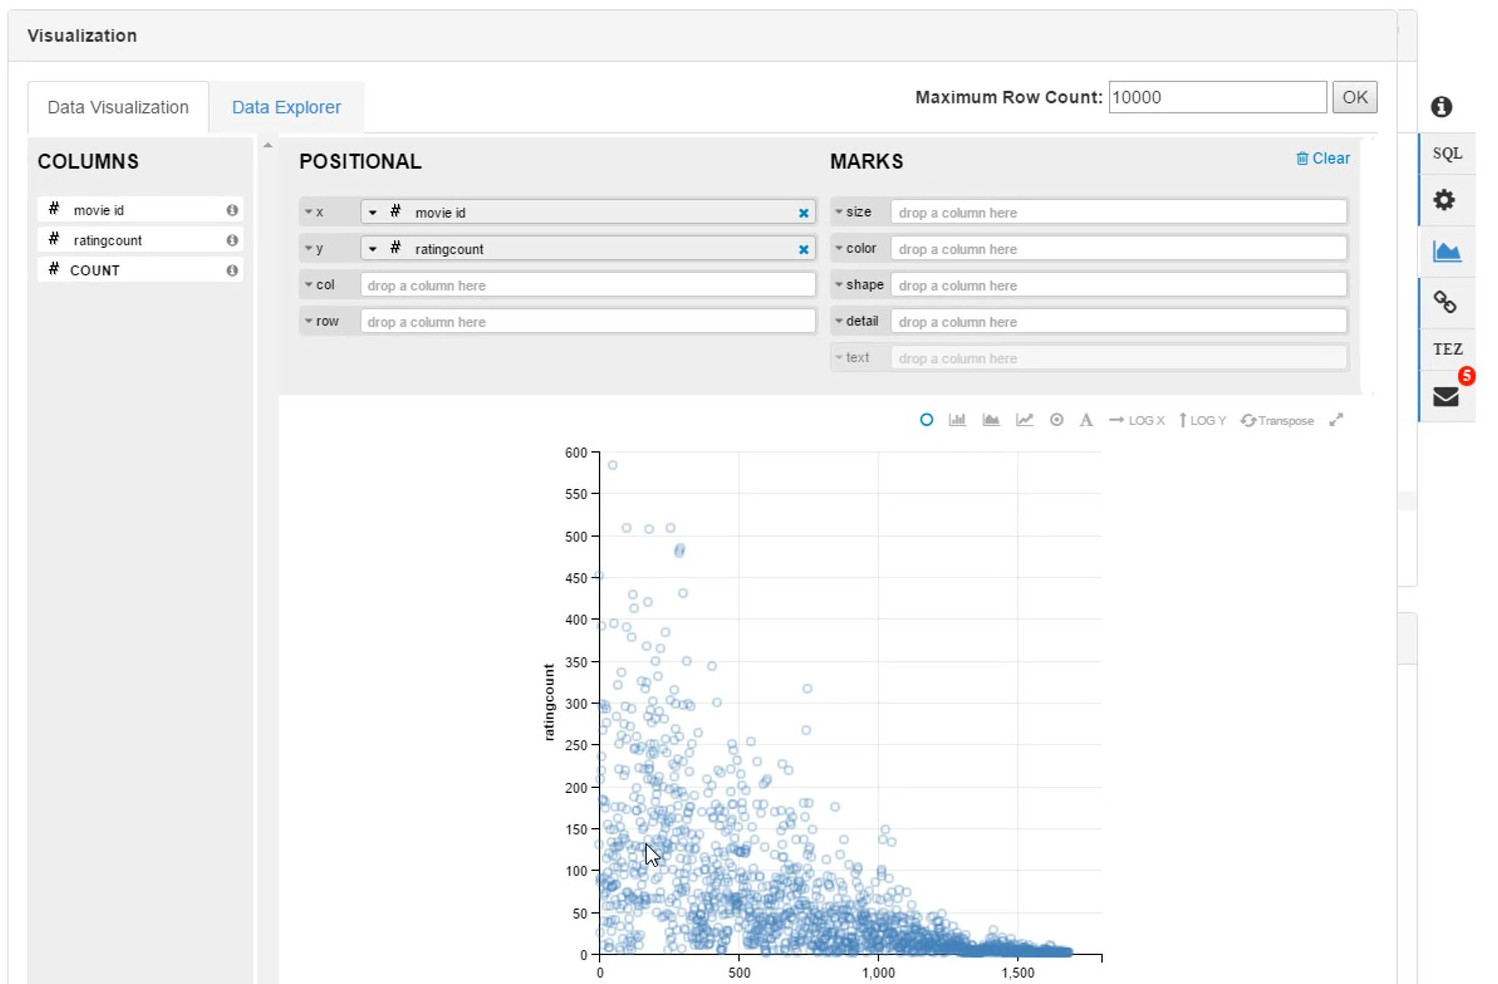 Visualization
Data Visualization
Data Explorer
Maximum Row Count: 10000 OK
COLUMNS
# movie id
# ratingcount
# COUNT
POSITIONAL
x # movie id
y # ratingcount
col drop a column here
row drop a column here
MARKS
Clear
size drop a column here
color drop a column here
shape drop a column here
detail drop a column here
text drop a column here
SQL
TEZ
5
A LOG X LOG Y Transpose
ratingcount
600
550
500
450
400
350
300
250
200
150
100
50
0
0 500 1,000 1,500